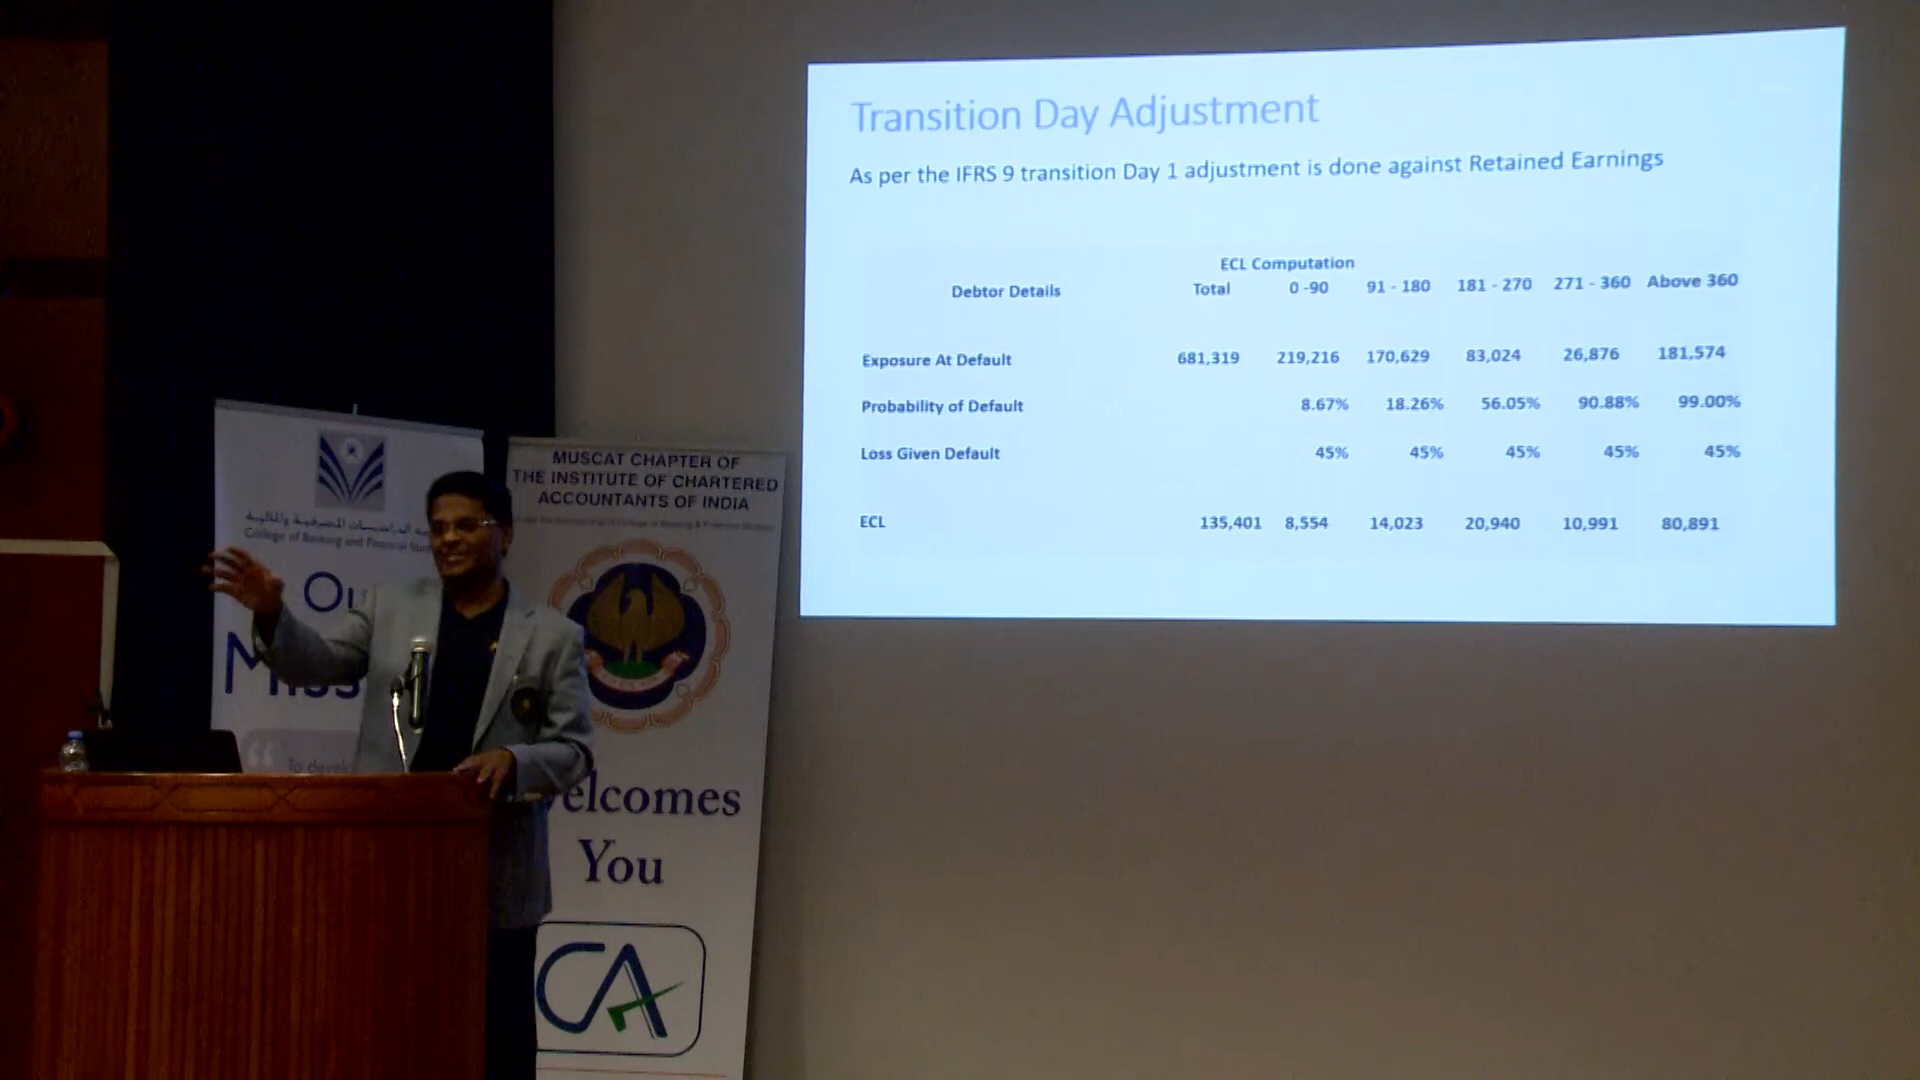 Transition Day Adjustment
As per the IFRS 9 transition Day 1 adjustment is done against Retained Earnings
ECL Computation
Debtor Details Total 0 -90 91 - 180 181 - 270 271 - 360 Above 360
Exposure At Default 681,319 219,216 170,629 83,024 26,876 181,574
Probability of Default 8.67% 18.26% 56.05% 90.88% 99.00%
Loss Given Default 45% 45% 45% 45% 45%
ECL 135,401 8,554 14,023 20,940 10,991 80,891
College of Banking and Financial
Ou
Miss
To
MUSCAT CHAPTER OF
THE INSTITUTE OF CHARTERED
ACCOUNTANTS OF INDIA
elcomes
You
CA